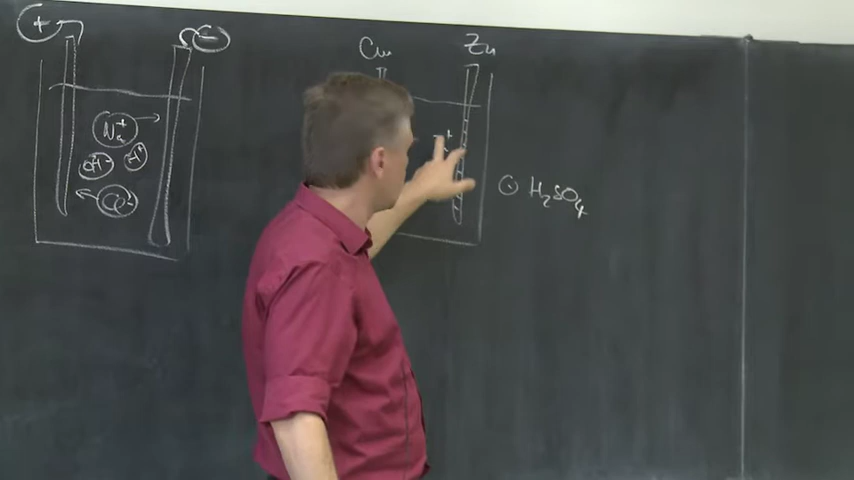 +
−
Na+
OH-
H+
Cl-
Cu
Zn
H2SO4